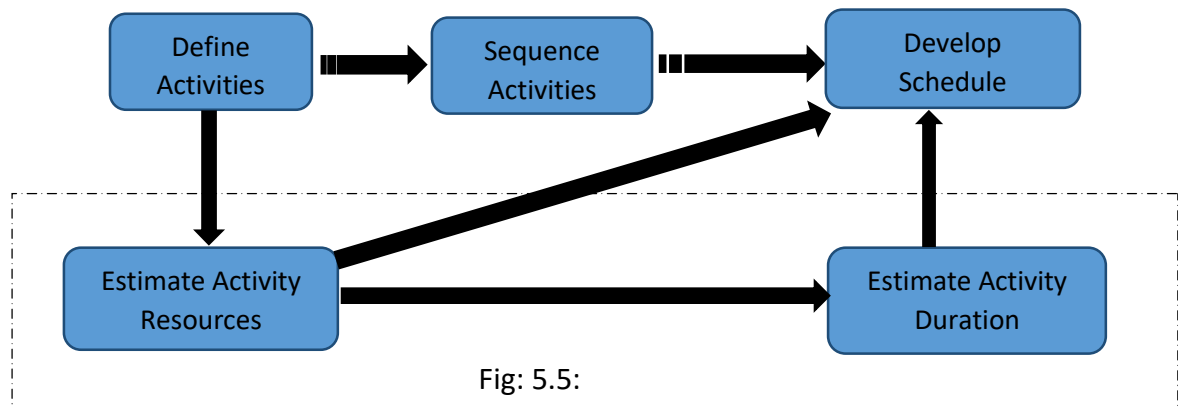 Define
Activities
Sequence
Activities
Develop
Schedule
Estimate Activity
Resources
Estimate Activity
Duration
Fig: 5.5: